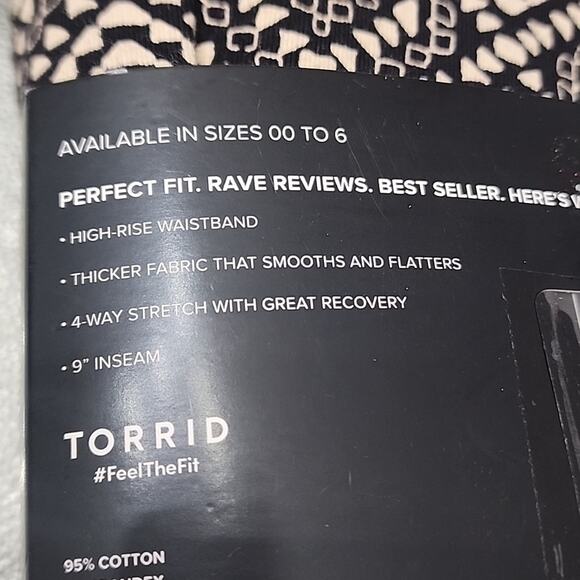 AVAILABLE IN SIZES 00 TO 6
PERFECT FIT. RAVE REVIEWS. BEST SELLER. HERE'S
• HIGH-RISE WAISTBAND
• THICKER FABRIC THAT SMOOTHS AND FLATTERS
• 4-WAY STRETCH WITH GREAT RECOVERY
• 9" INSEAM
TORRID
#FeelTheFit
95% COTTON